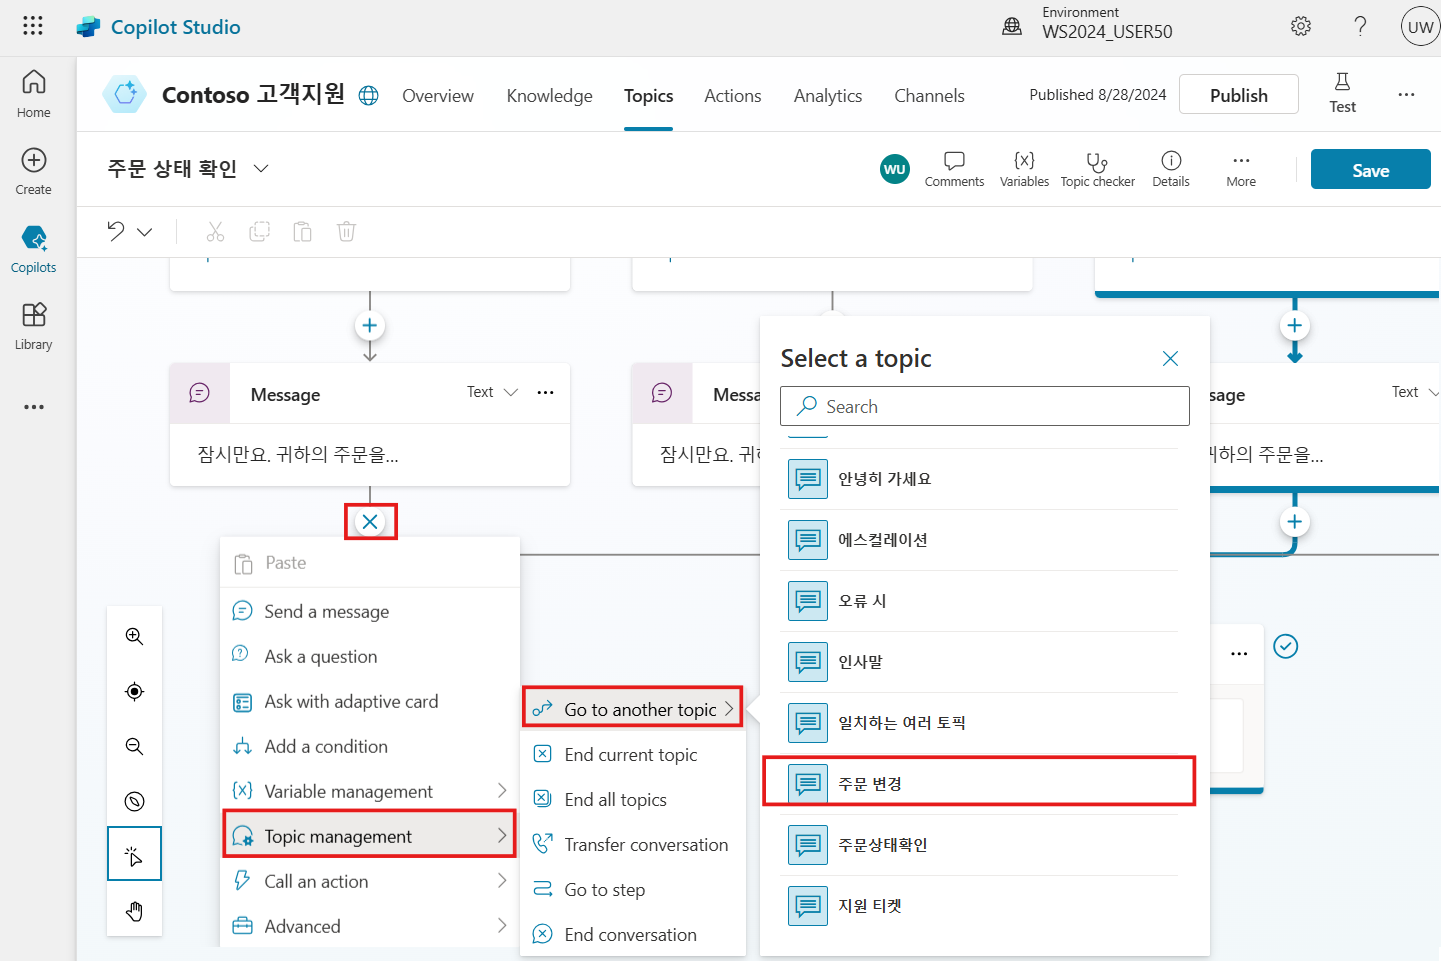 Copilot Studio
Environment
WS2024_USER50
UW
Home
Create
Copilots
Library
Contoso 고객지원
Overview
Knowledge
Topics
Actions
Analytics
Channels
Published 8/28/2024
Publish
Test
주문 상태 확인
WU
Comments
Variables
Topic checker
Details
More
Save
Message
Text
잠시만요. 귀하의 주문을...
Messa
잠시만요. 귀
sage
Text
귀하의 주문을...
Paste
Send a message
Ask a question
Ask with adaptive card
Add a condition
Variable management
Topic management
Call an action
Advanced
Go to another topic
End current topic
End all topics
Transfer conversation
Go to step
End conversation
Select a topic
Search
안녕히 가세요
에스컬레이션
오류 시
인사말
일치하는 여러 토픽
주문 변경
주문상태확인
지원 티켓